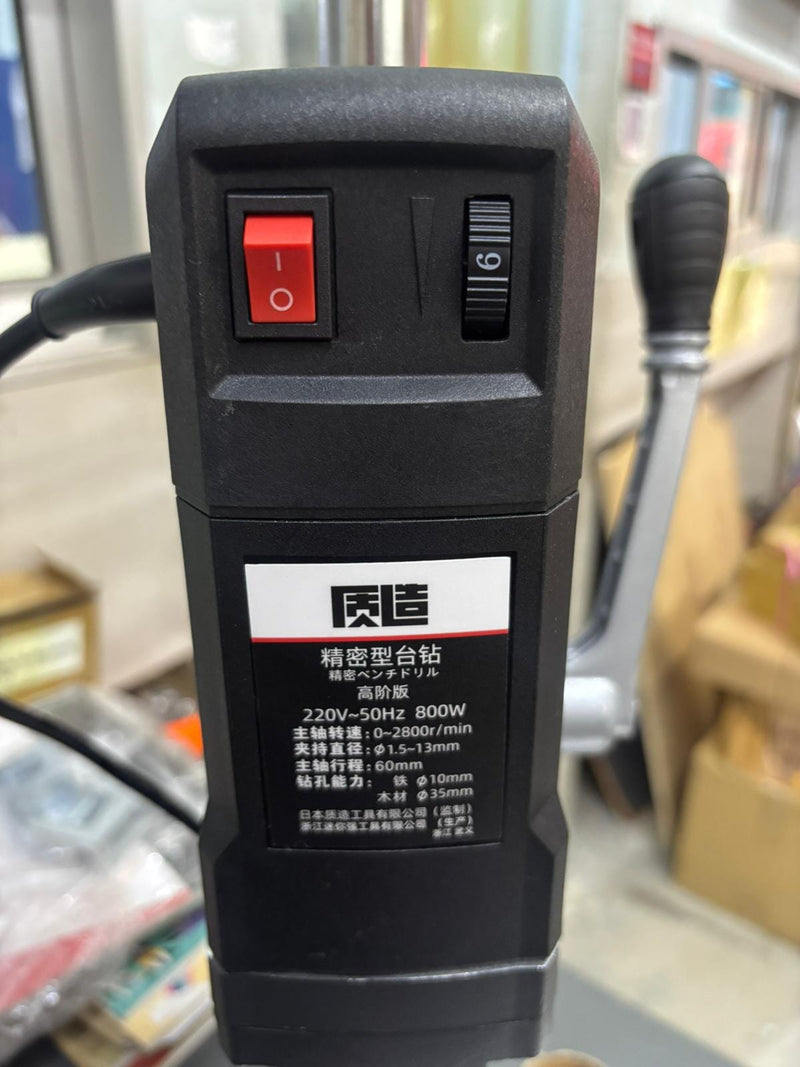 I
O
6
质造
精密型台钻
精密ベンチドリル
高阶版
220V~50Hz 800W
主轴转速:0~2800r/min
夹持直径:ϕ1.5~13mm
主轴行程:60mm
钻孔能力: 铁 ϕ10mm
木材 ϕ35mm
日本质造工具有限公司(监制)
浙江迷你强工具有限公司(生产)
浙江 武义